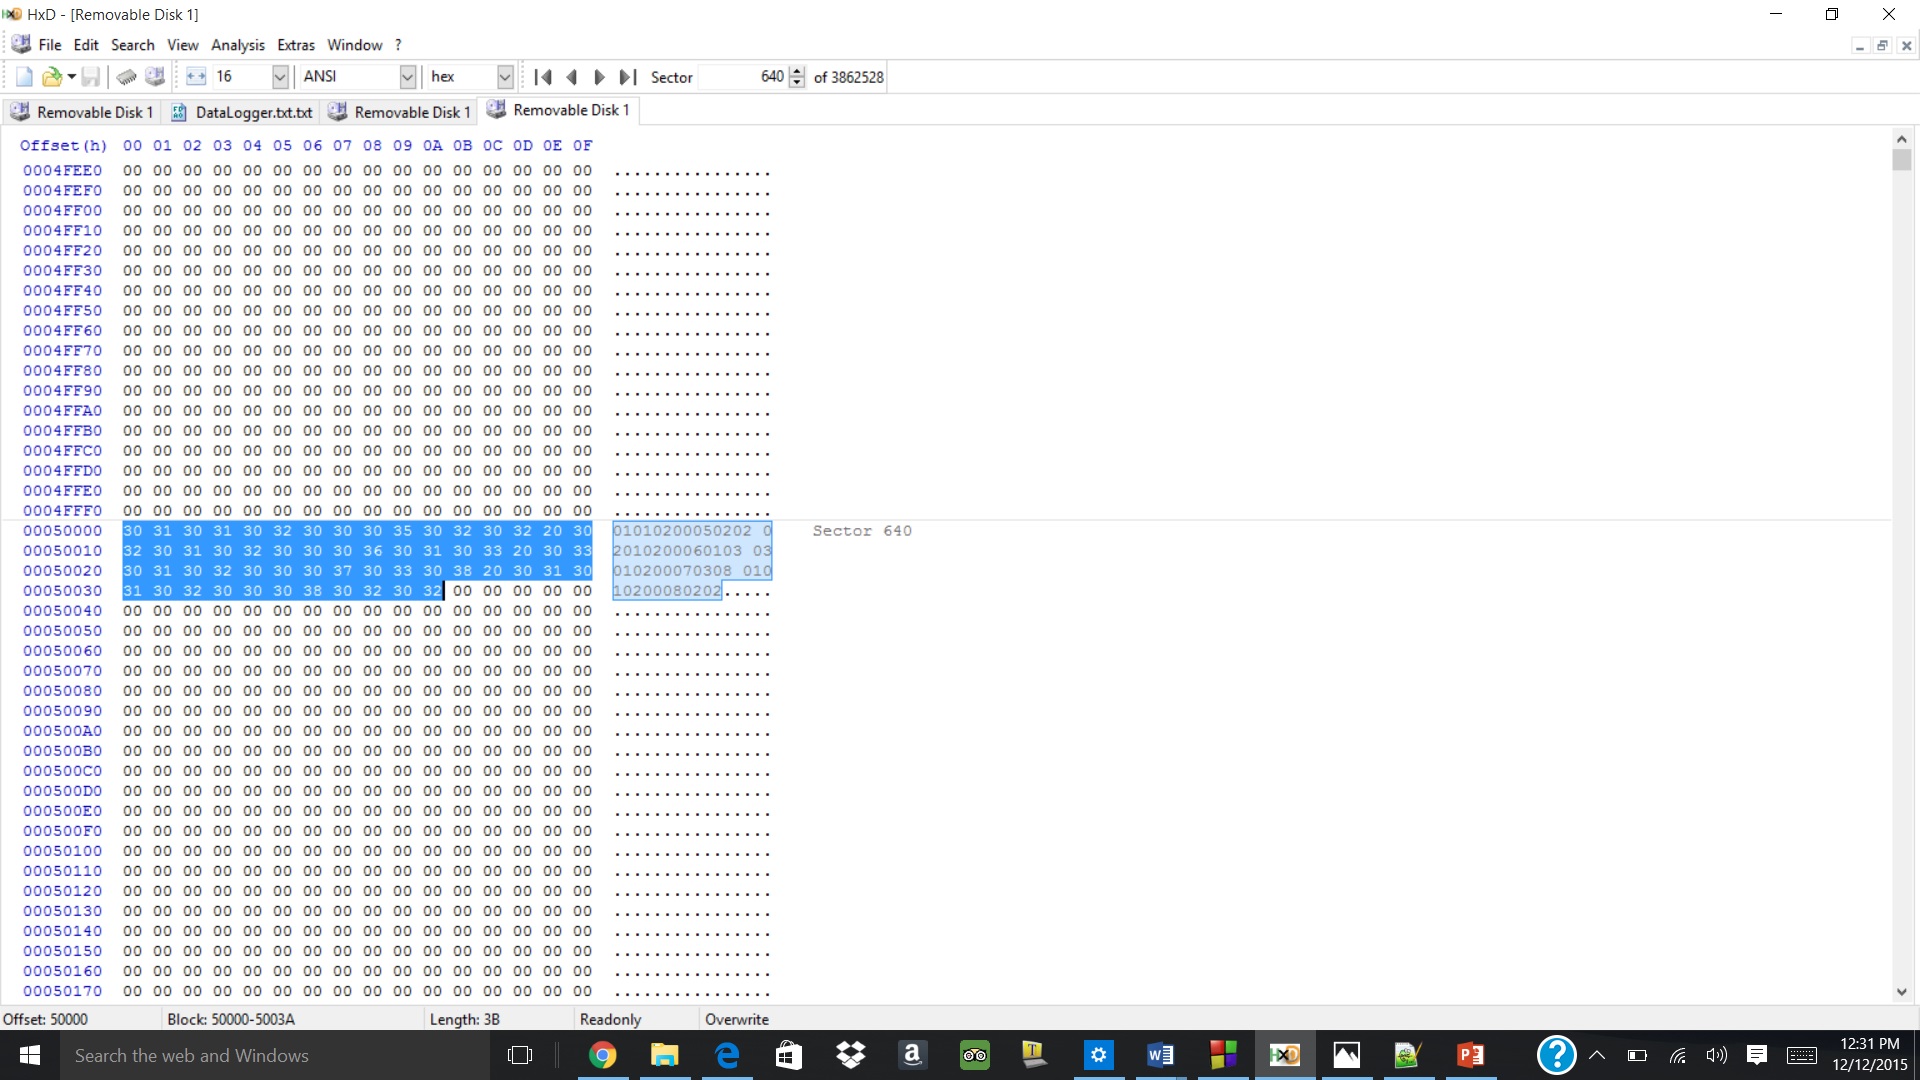 HxD - [Removable Disk 1]
File Edit Search View Analysis Extras Window ?
16 ANSI hex Sector 640 of 3862528
Removable Disk 1 DataLogger.txt.txt Removable Disk 1 Removable Disk 1
Offset(h) 00 01 02 03 04 05 06 07 08 09 0A 0B 0C 0D 0E 0F
0004FEE0 00 00 00 00 00 00 00 00 00 00 00 00 00 00 00 00 ................
0004FEF0 00 00 00 00 00 00 00 00 00 00 00 00 00 00 00 00 ................
0004FF00 00 00 00 00 00 00 00 00 00 00 00 00 00 00 00 00 ................
0004FF10 00 00 00 00 00 00 00 00 00 00 00 00 00 00 00 00 ................
0004FF20 00 00 00 00 00 00 00 00 00 00 00 00 00 00 00 00 ................
0004FF30 00 00 00 00 00 00 00 00 00 00 00 00 00 00 00 00 ................
0004FF40 00 00 00 00 00 00 00 00 00 00 00 00 00 00 00 00 ................
0004FF50 00 00 00 00 00 00 00 00 00 00 00 00 00 00 00 00 ................
0004FF60 00 00 00 00 00 00 00 00 00 00 00 00 00 00 00 00 ................
0004FF70 00 00 00 00 00 00 00 00 00 00 00 00 00 00 00 00 ................
0004FF80 00 00 00 00 00 00 00 00 00 00 00 00 00 00 00 00 ................
0004FF90 00 00 00 00 00 00 00 00 00 00 00 00 00 00 00 00 ................
0004FFA0 00 00 00 00 00 00 00 00 00 00 00 00 00 00 00 00 ................
0004FFB0 00 00 00 00 00 00 00 00 00 00 00 00 00 00 00 00 ................
0004FFC0 00 00 00 00 00 00 00 00 00 00 00 00 00 00 00 00 ................
0004FFD0 00 00 00 00 00 00 00 00 00 00 00 00 00 00 00 00 ................
0004FFE0 00 00 00 00 00 00 00 00 00 00 00 00 00 00 00 00 ................
0004FFF0 00 00 00 00 00 00 00 00 00 00 00 00 00 00 00 00 ................
00050000 30 31 30 31 30 32 30 30 30 35 30 32 30 32 20 30 01010200050202 0 Sector 640
00050010 32 30 31 30 32 30 30 30 36 30 31 30 33 20 30 33 2010200060103 03
00050020 30 31 30 32 30 30 30 37 30 33 30 38 20 30 31 30 010200070308 010
00050030 31 30 32 30 30 30 38 30 32 30 32 00 00 00 00 00 10200080202.....
00050040 00 00 00 00 00 00 00 00 00 00 00 00 00 00 00 00 ................
00050050 00 00 00 00 00 00 00 00 00 00 00 00 00 00 00 00 ................
00050060 00 00 00 00 00 00 00 00 00 00 00 00 00 00 00 00 ................
00050070 00 00 00 00 00 00 00 00 00 00 00 00 00 00 00 00 ................
00050080 00 00 00 00 00 00 00 00 00 00 00 00 00 00 00 00 ................
00050090 00 00 00 00 00 00 00 00 00 00 00 00 00 00 00 00 ................
000500A0 00 00 00 00 00 00 00 00 00 00 00 00 00 00 00 00 ................
000500B0 00 00 00 00 00 00 00 00 00 00 00 00 00 00 00 00 ................
000500C0 00 00 00 00 00 00 00 00 00 00 00 00 00 00 00 00 ................
000500D0 00 00 00 00 00 00 00 00 00 00 00 00 00 00 00 00 ................
000500E0 00 00 00 00 00 00 00 00 00 00 00 00 00 00 00 00 ................
000500F0 00 00 00 00 00 00 00 00 00 00 00 00 00 00 00 00 ................
00050100 00 00 00 00 00 00 00 00 00 00 00 00 00 00 00 00 ................
00050110 00 00 00 00 00 00 00 00 00 00 00 00 00 00 00 00 ................
00050120 00 00 00 00 00 00 00 00 00 00 00 00 00 00 00 00 ................
00050130 00 00 00 00 00 00 00 00 00 00 00 00 00 00 00 00 ................
00050140 00 00 00 00 00 00 00 00 00 00 00 00 00 00 00 00 ................
00050150 00 00 00 00 00 00 00 00 00 00 00 00 00 00 00 00 ................
00050160 00 00 00 00 00 00 00 00 00 00 00 00 00 00 00 00 ................
00050170 00 00 00 00 00 00 00 00 00 00 00 00 00 00 00 00 ................
Offset: 50000 Block: 50000-5003A Length: 3B Readonly Overwrite
Search the web and Windows
12:31 PM
12/12/2015